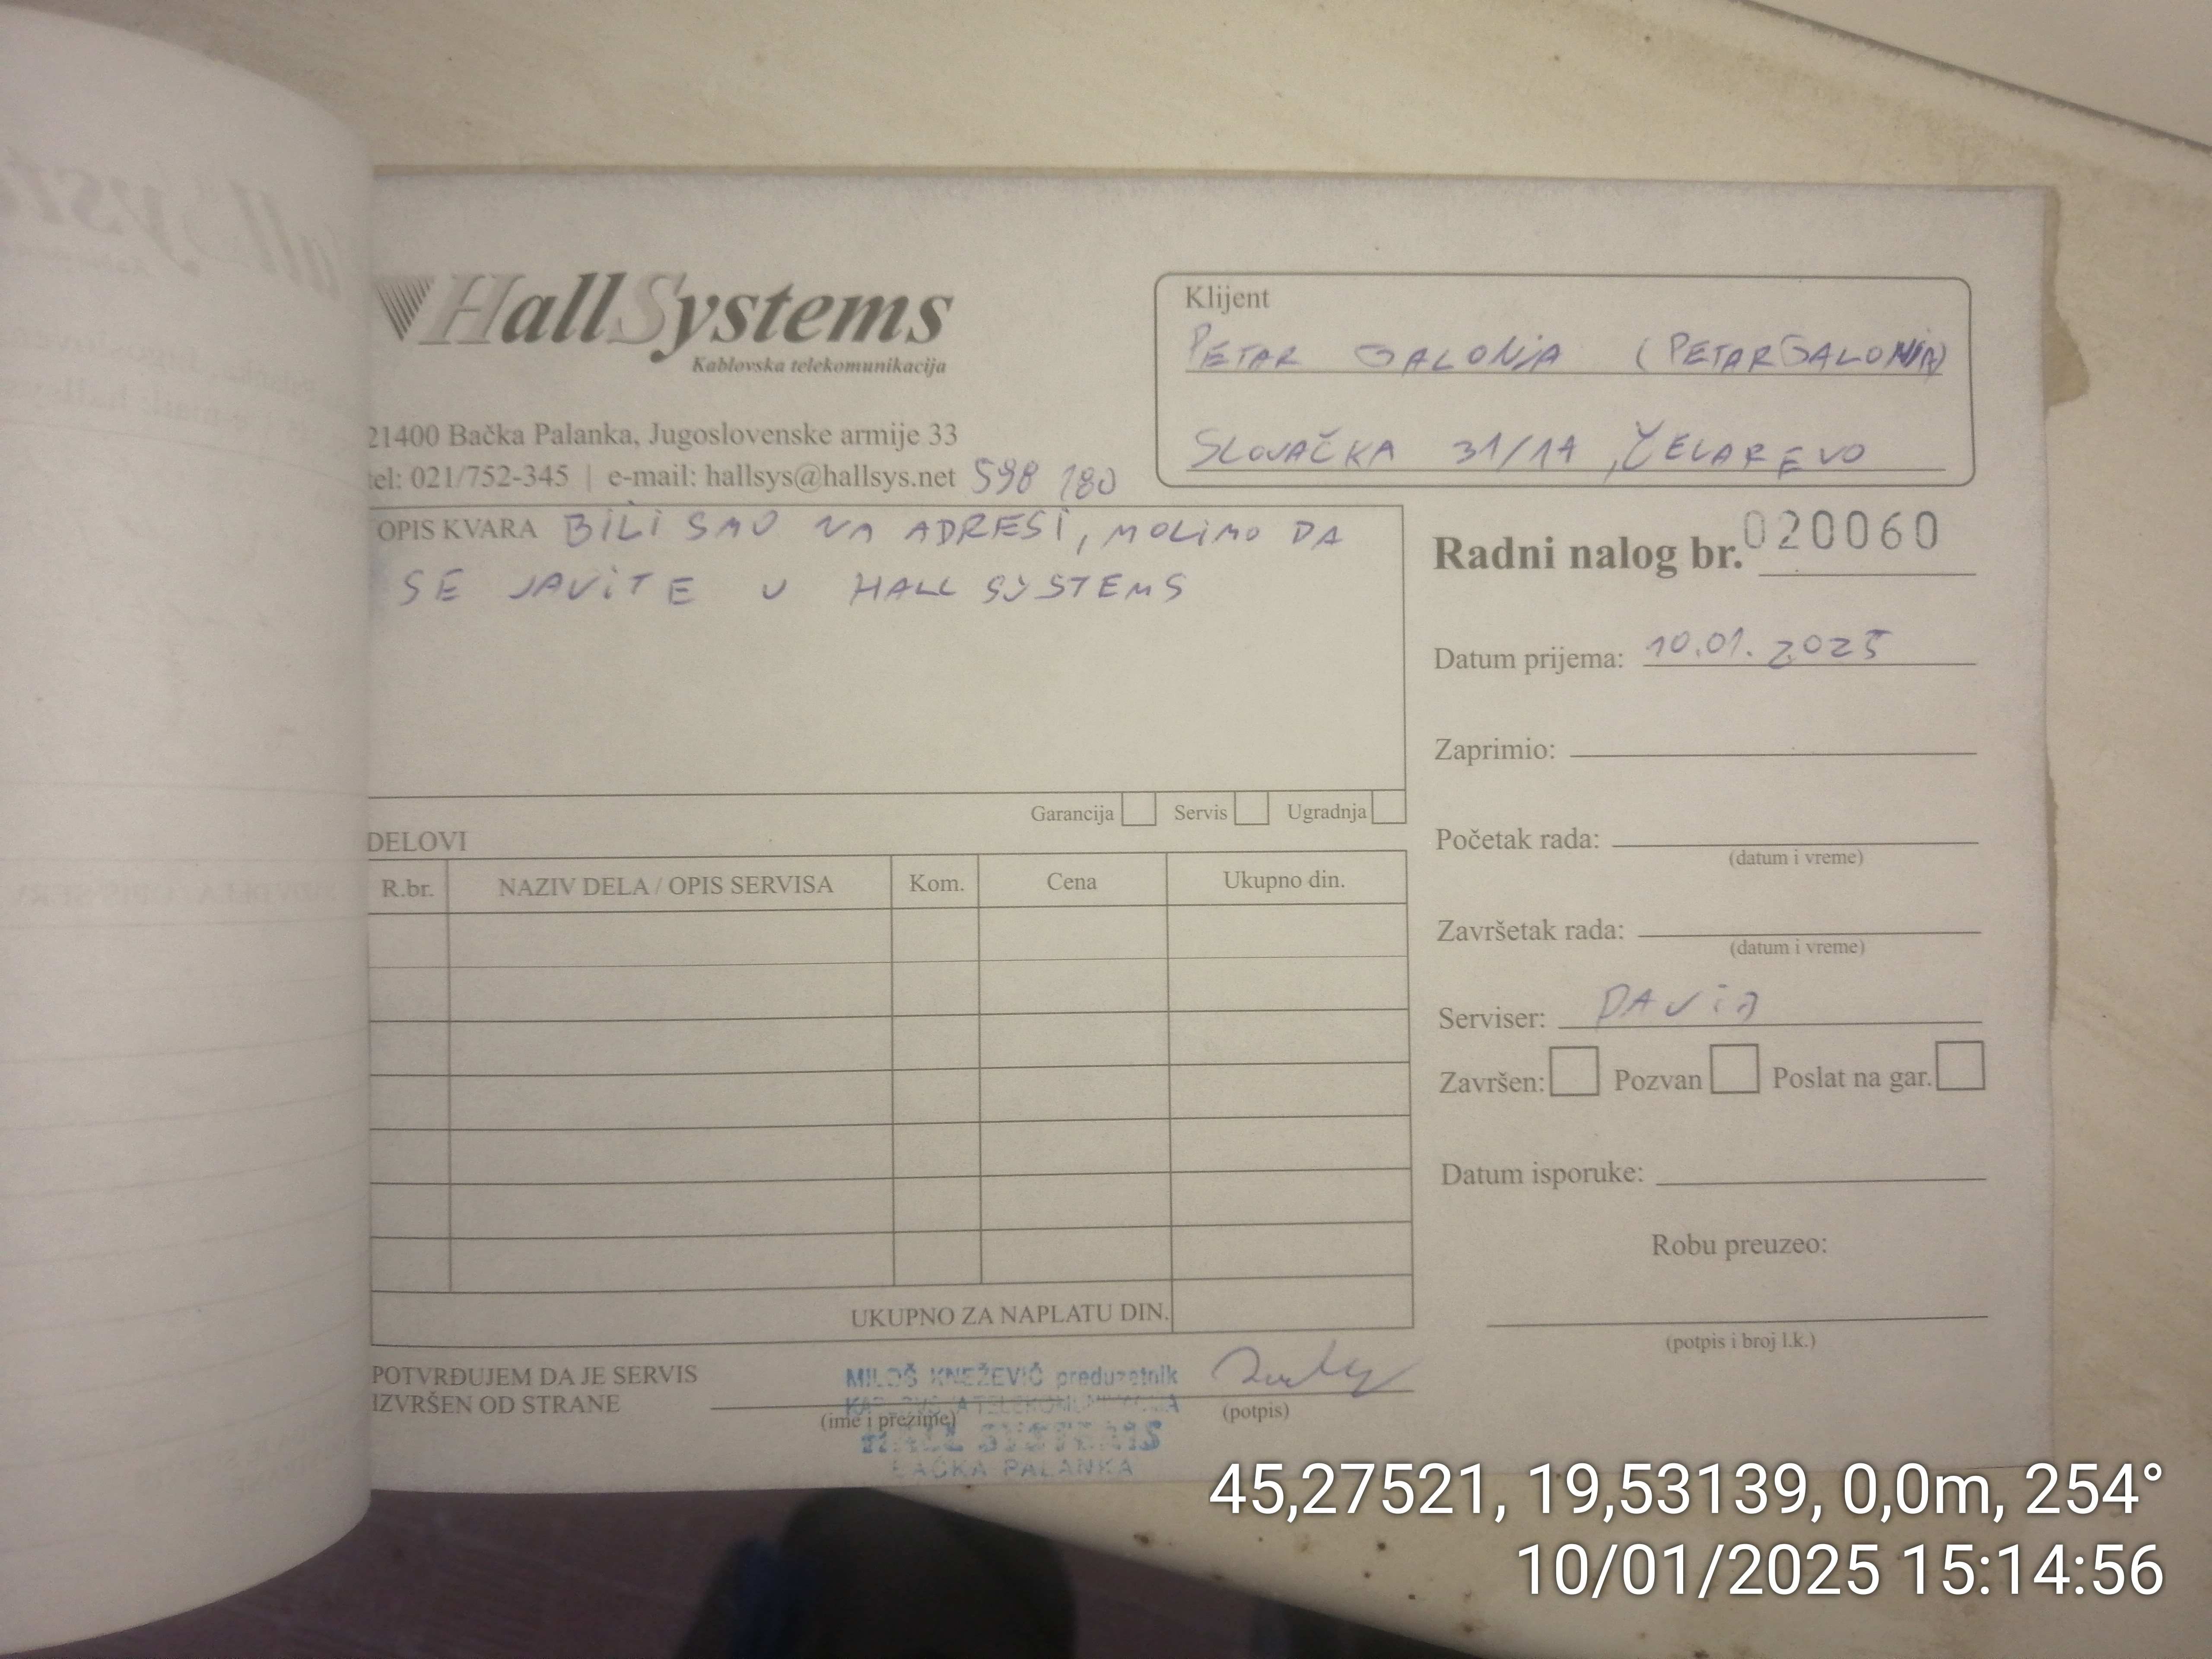 HallSystems
Kablovska telekomunikacija
21400 Bačka Palanka, Jugoslovenske armije 33
tel: 021/752-345 | e-mail: hallsys@hallsys.net 598 180
Klijent
PETAR GALONJA (PETARGALONJA)
SLOVAČKA 31/14, ČELAREVO
OPIS KVARA BILI SMO NA ADRESI, MOLIMO DA
SE JAVITE U HALL SYSTEMS
Garancija Servis Ugradnja
Radni nalog br. 020060
Datum prijema: 10.01.2025
Zaprimio:
Početak rada:
(datum i vreme)
Završetak rada:
(datum i vreme)
Serviser: DAVID
Završen: Pozvan Poslat na gar.
Datum isporuke:
Robu preuzeo:
(potpis i broj l.k.)
DELOVI
R.br. NAZIV DELA / OPIS SERVISA Kom. Cena Ukupno din.
UKUPNO ZA NAPLATU DIN.
POTVRĐUJEM DA JE SERVIS
IZVRŠEN OD STRANE
(ime i prezime) (potpis)
MILOŠ KNEŽEVIĆ preduzetnik
KABLOVSKA TELEKOMUNIKACIJA
HALL SYSTEMS
BAČKA PALANKA
45,27521, 19,53139, 0,0m, 254°
10/01/2025 15:14:56